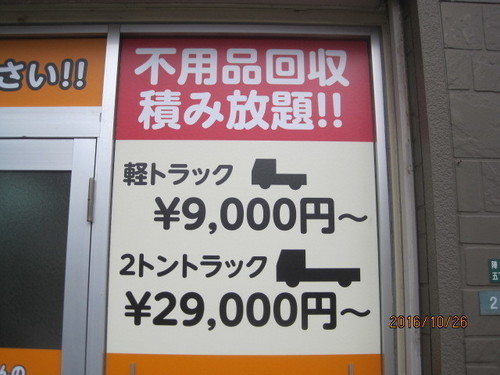 さい!!
不用品回収
積み放題!!
軽トラック
¥9,000円～
2トントラック
¥29,000円～
2016/10/26
2